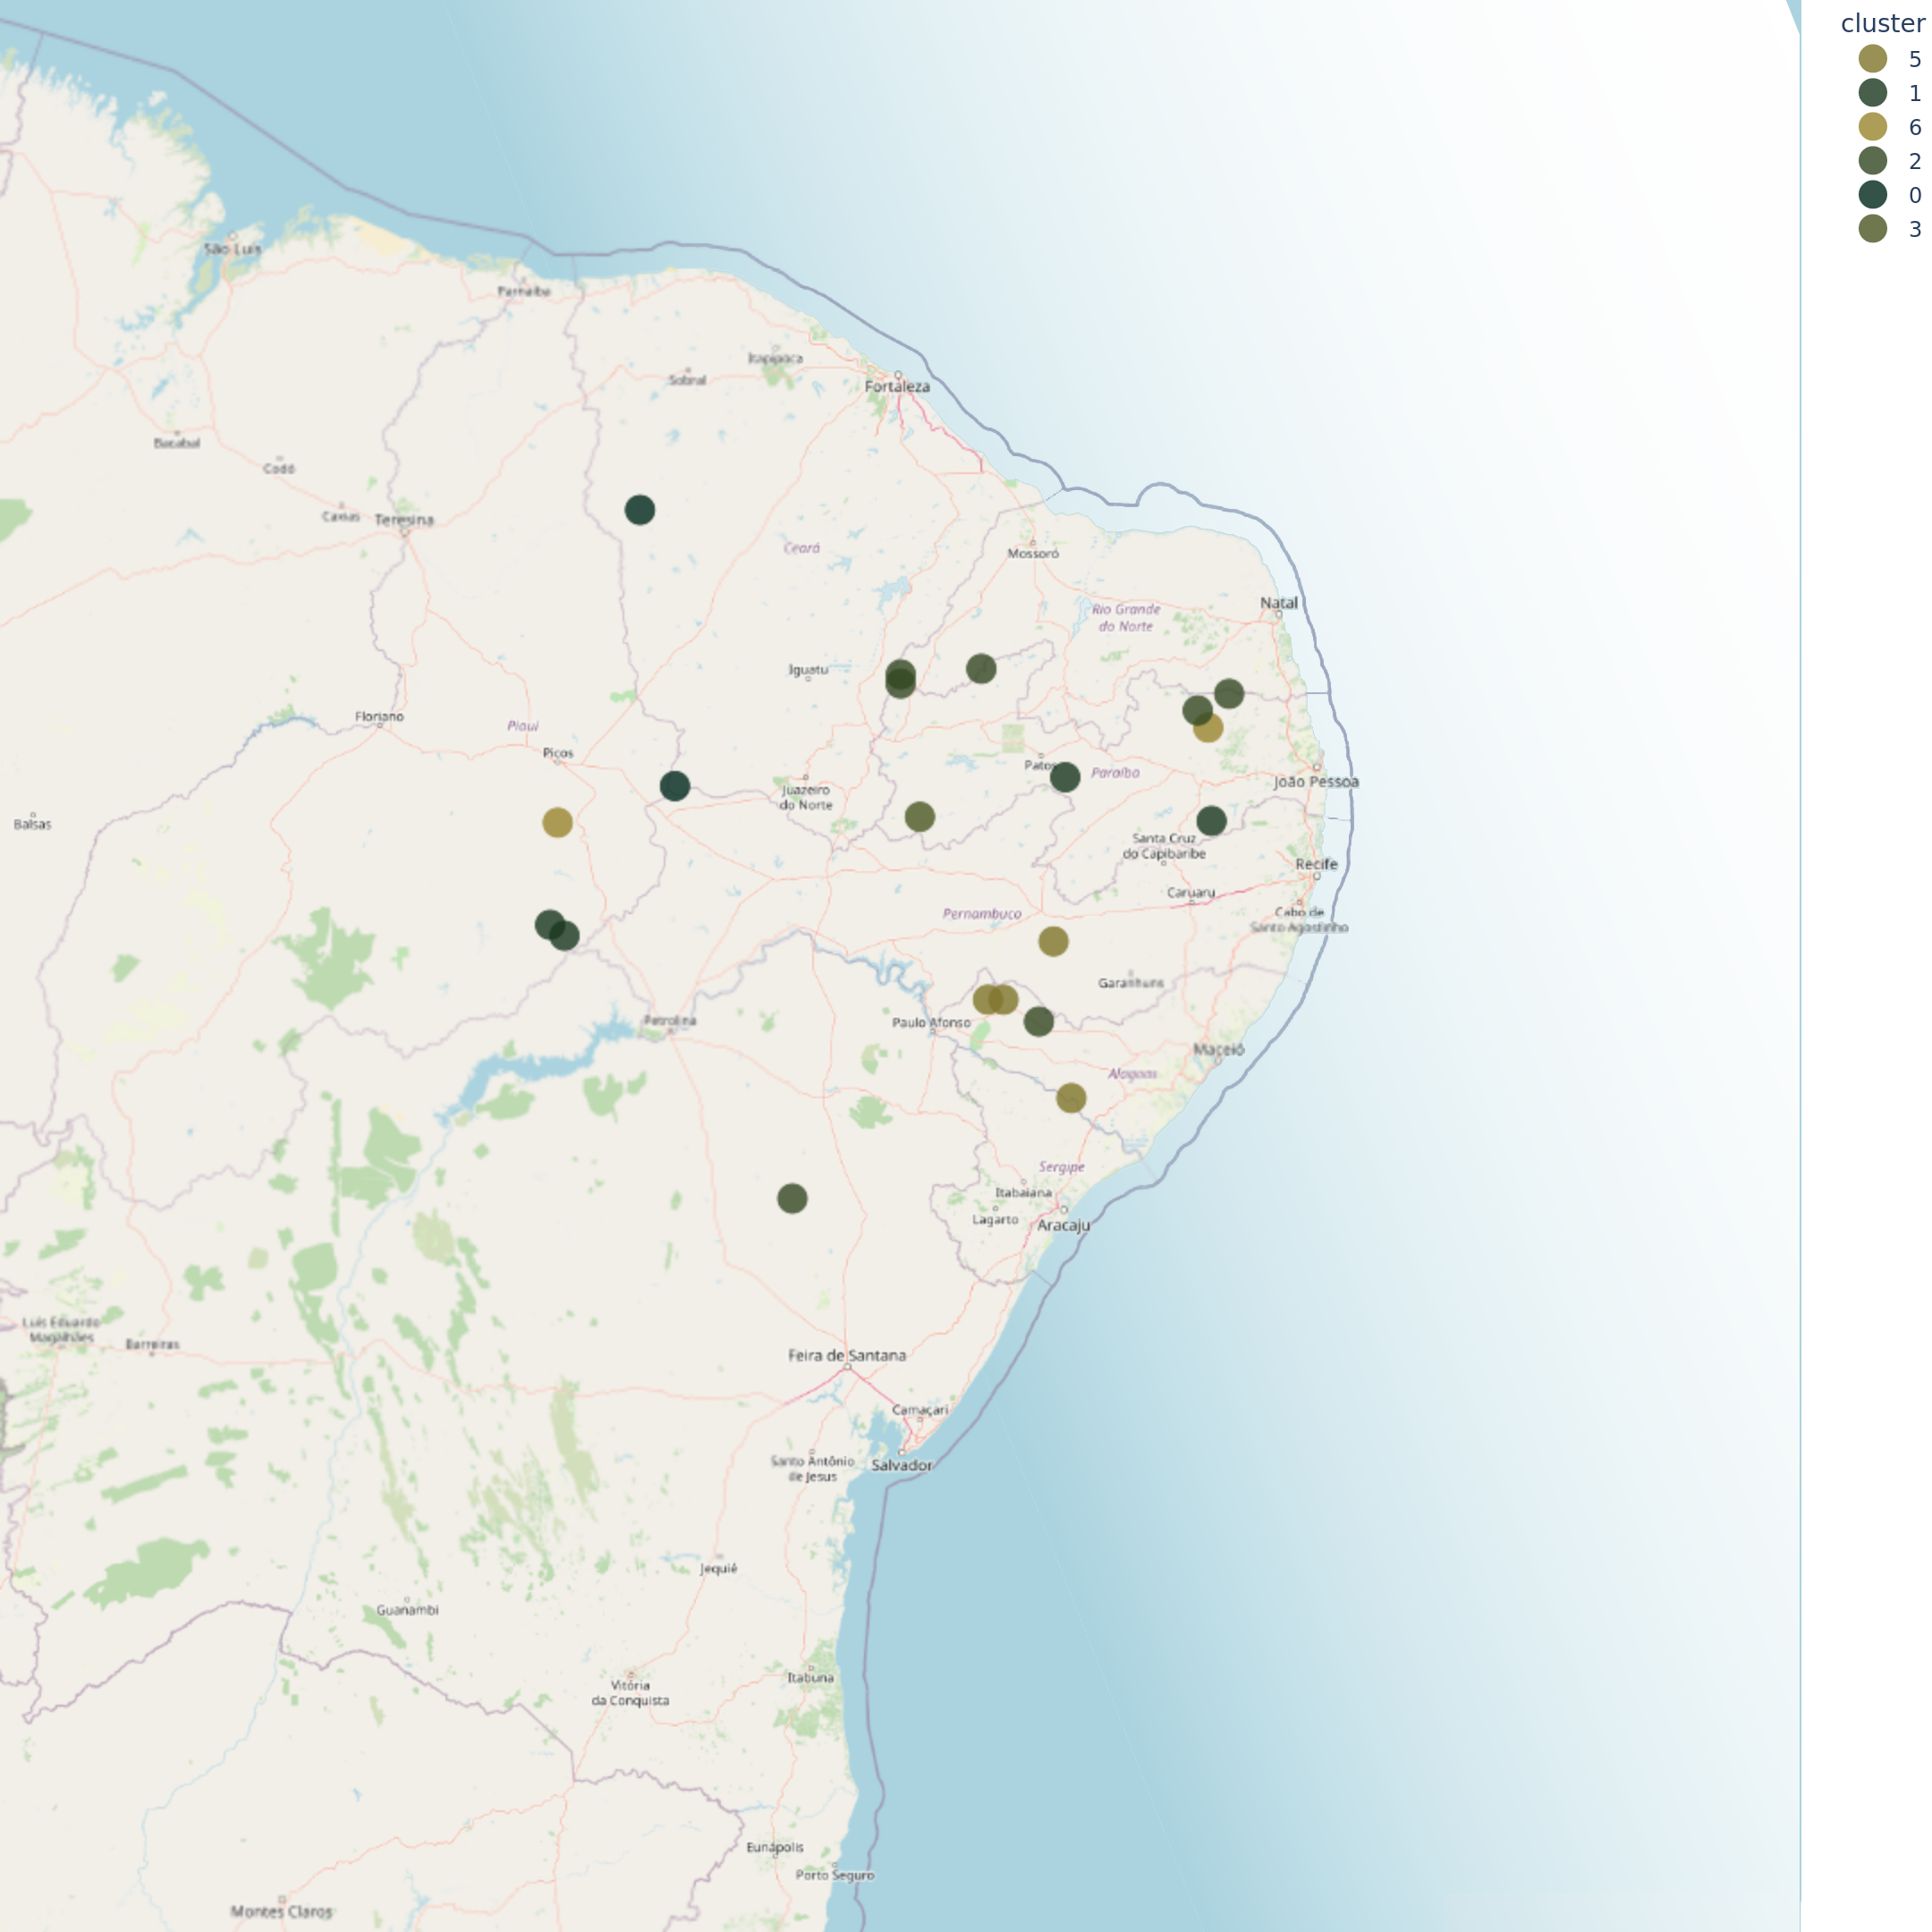 cluster
5
1
6
2
0
3
São Luís
Parnaíba
Itapipoca
Sobral
Fortaleza
Bacabal
Codó
Caxias
Teresina
Ceará
Mossoró
Natal
Rio Grande
do Norte
Iguatu
Floriano
Piauí
Picos
Patos
Paraíba
João Pessoa
Juazeiro
do Norte
Balsas
Santa Cruz
do Capibaribe
Recife
Caruaru
Pernambuco
Cabo de
Santo Agostinho
Garanhuns
Petrolina
Paulo Afonso
Maceió
Alagoas
Sergipe
Itabaiana
Lagarto
Aracaju
Luís Eduardo
Magalhães
Barreiras
Feira de Santana
Camaçari
Santo Antônio
de Jesus
Salvador
Jequié
Guanambi
Itabuna
Vitória
da Conquista
Eunápolis
Porto Seguro
Montes Claros